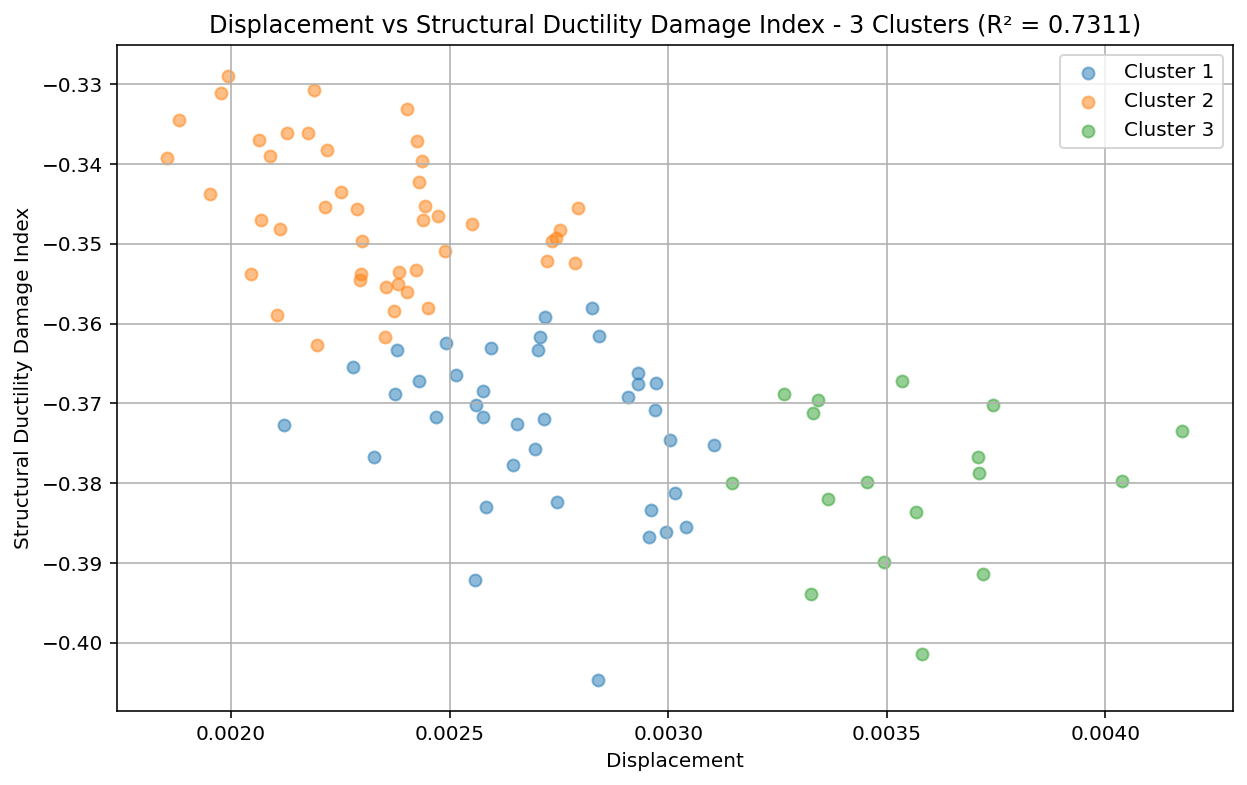 Displacement vs Structural Ductility Damage Index - 3 Clusters (R² = 0.7311)
Cluster 1
Cluster 2
Cluster 3
Structural Ductility Damage Index
−0.33
−0.34
−0.35
−0.36
−0.37
−0.38
−0.39
−0.40
0.0020
0.0025
0.0030
0.0035
0.0040
Displacement